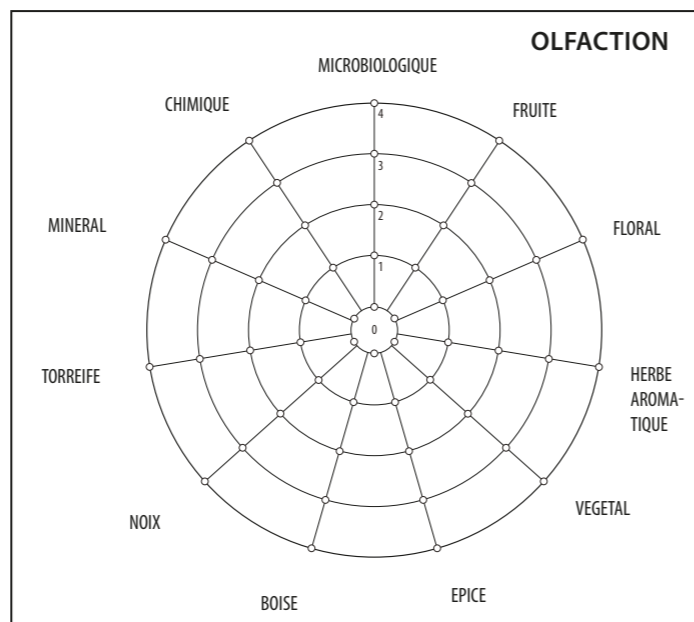 OLFACTION
MICROBIOLOGIQUE
CHIMIQUE
FRUITE
4
3
MINERAL
FLORAL
2
1
0
TORREIFE
HERBE
AROMA-
TIQUE
NOIX
VEGETAL
BOISE
EPICE